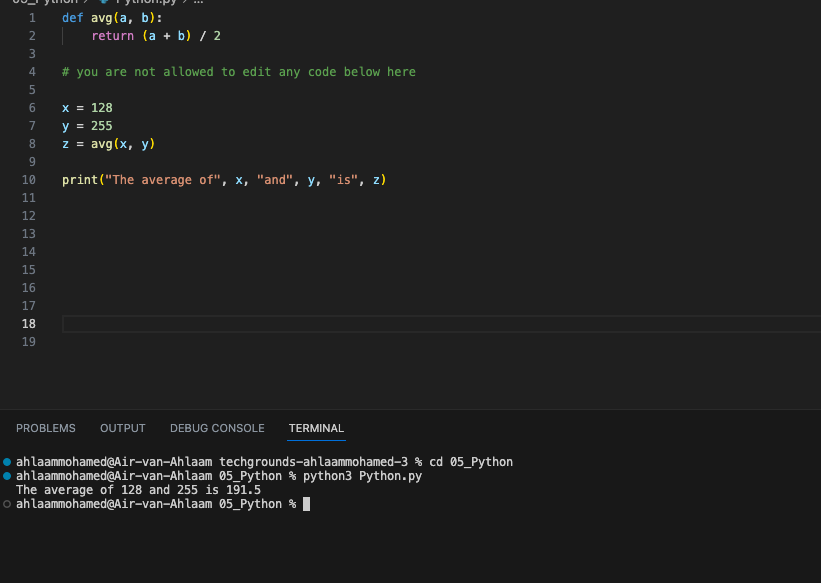 05_Python > Python.py > ...
1 def avg(a, b):
2 return (a + b) / 2
3
4 # you are not allowed to edit any code below here
5
6 x = 128
7 y = 255
8 z = avg(x, y)
9
10 print("The average of", x, "and", y, "is", z)
11
12
13
14
15
16
17
18
19
PROBLEMS OUTPUT DEBUG CONSOLE TERMINAL
ahlaammohamed@Air-van-Ahlaam techgrounds-ahlaammohamed-3 % cd 05_Python
ahlaammohamed@Air-van-Ahlaam 05_Python % python3 Python.py
The average of 128 and 255 is 191.5
ahlaammohamed@Air-van-Ahlaam 05_Python %